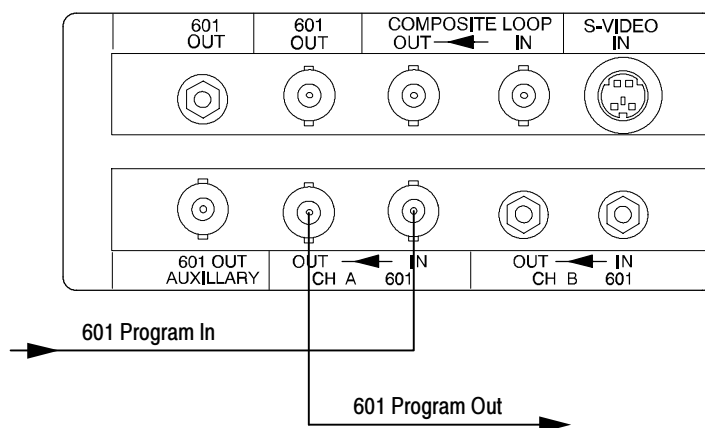 601 OUT
601 OUT
COMPOSITE LOOP
OUT IN
S-VIDEO IN
601 OUT
AUXILLARY
OUT IN
CH A 601
OUT IN
CH B 601
601 Program In
601 Program Out